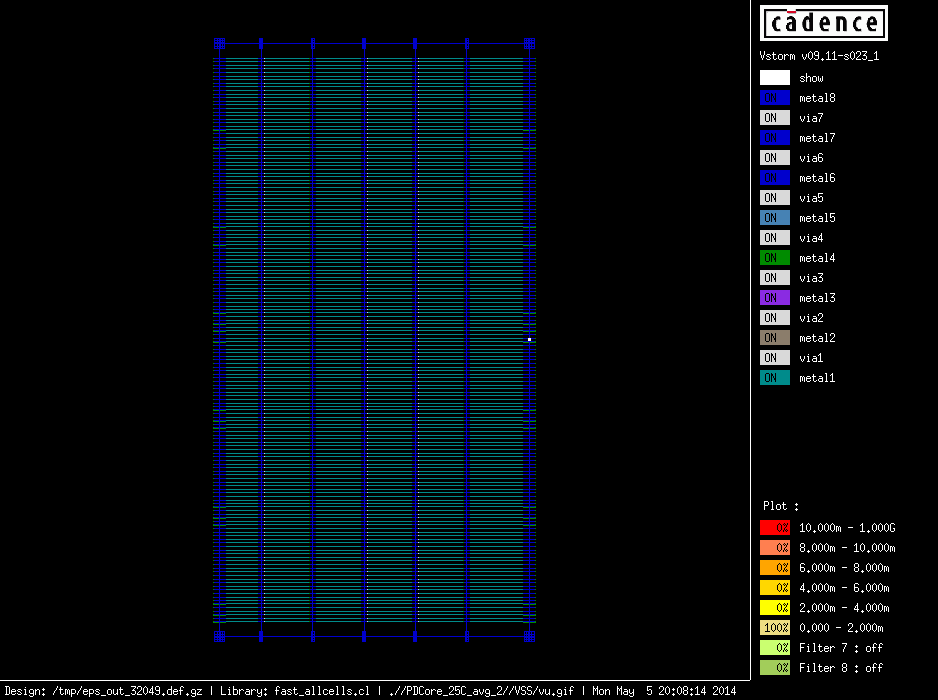 cādence
Vstorm v09.11-s023_1
show
metal8
ON via7
metal7
ON via6
metal6
ON via5
ON metal5
ON via4
ON metal4
ON via3
ON metal3
ON via2
ON metal2
ON via1
ON metal1
Plot :
0% 10.000m - 1.000G
0% 8.000m - 10.000m
0% 6.000m - 8.000m
0% 4.000m - 6.000m
0% 2.000m - 4.000m
100% 0.000 - 2.000m
0% Filter 7 : off
0% Filter 8 : off
Design: /tmp/eps_out_32049.def.gz | Library: fast_allcells.cl | .//PDCore_25C_avg_2//VSS/vu.gif | Mon May 5 20:08:14 2014